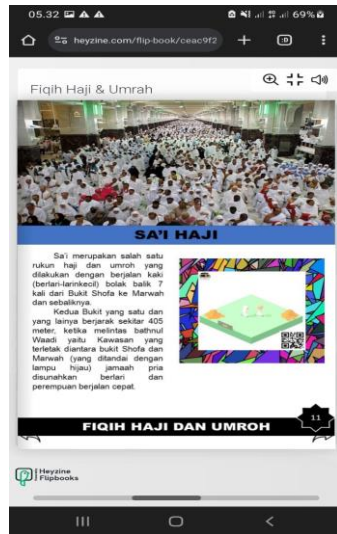 05.32
69%
heyzine.com/flip-book/ceac9f2
Fiqih Haji & Umrah
SA'I HAJI
Sa'i merupakan salah satu
rukun haji dan umroh yang
dilakukan dengan berjalan kaki
(berlari-larinkecil) bolak balik 7
kali dari Bukit Shofa ke Marwah
dan sebaliknya.
Kedua Bukit yang satu dan
yang lainya berjarak sekitar 405
meter, ketika melintas bathnul
Waadi yaitu Kawasan yang
terletak diantara bukit Shofa dan
Marwah (yang ditandai dengan
lampu hijau) jamaah pria
disunahkan berlari dan
perempuan berjalan cepat.
11
FIQIH HAJI DAN UMROH
Heyzine
Flipbooks